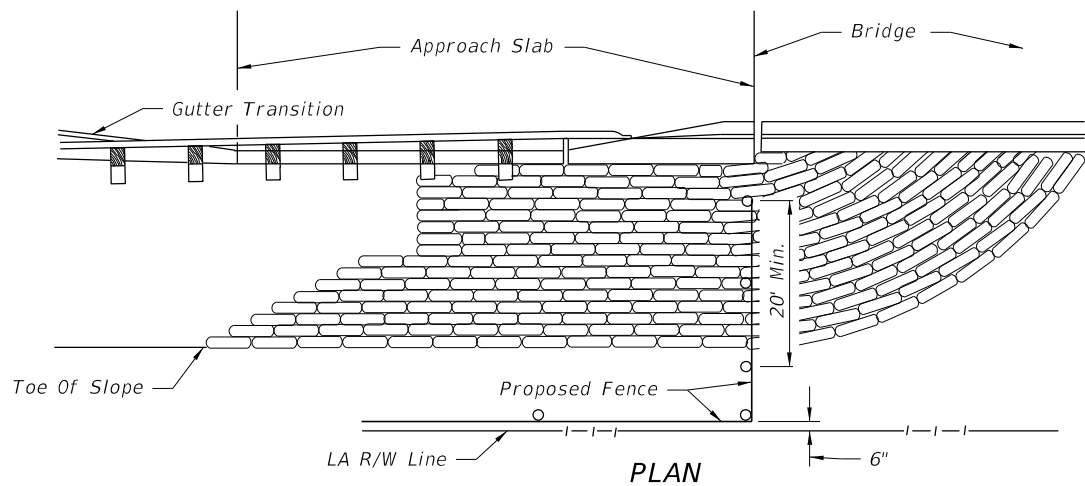 Bridge
Approach Slab
Gutter Transition
20' Min.
Toe Of Slope
Proposed Fence
LA R/W Line
6"
PLAN